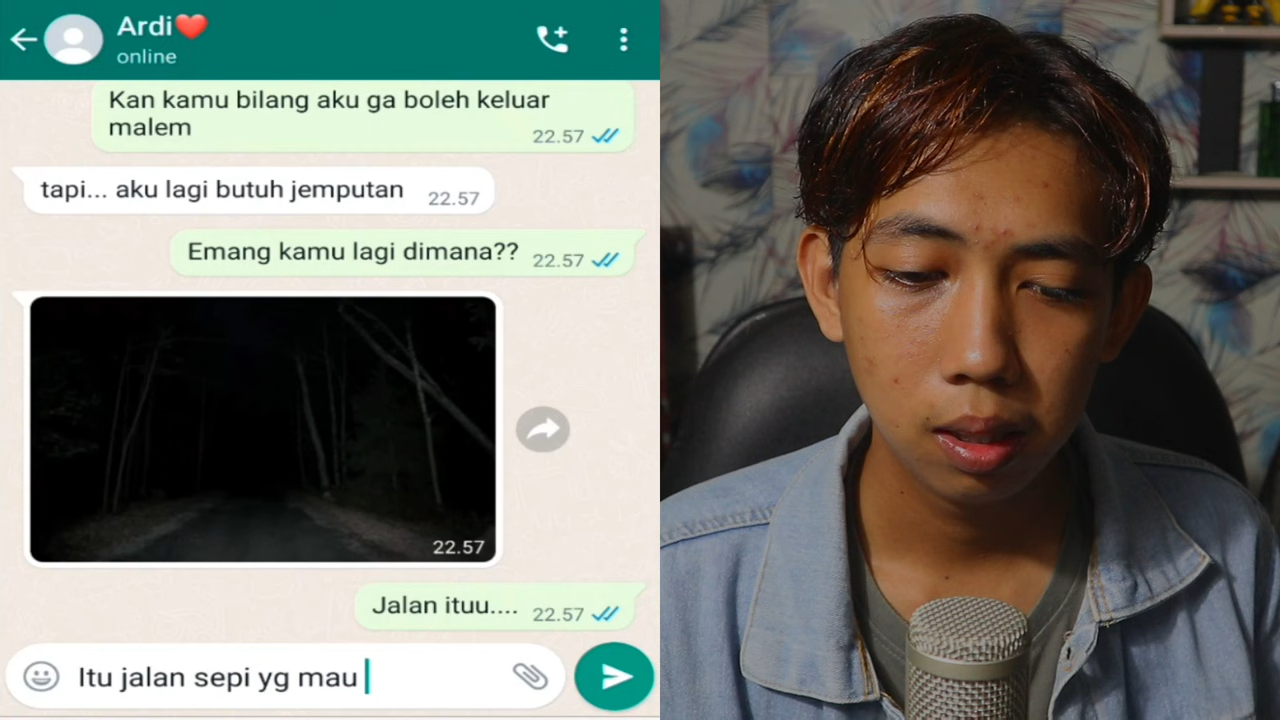 Ardi❤️
online
Kan kamu bilang aku ga boleh keluar
malem
22.57
tapi... aku lagi butuh jemputan 22.57
Emang kamu lagi dimana?? 22.57
22.57
Jalan ituu.... 22.57
Itu jalan sepi yg mau